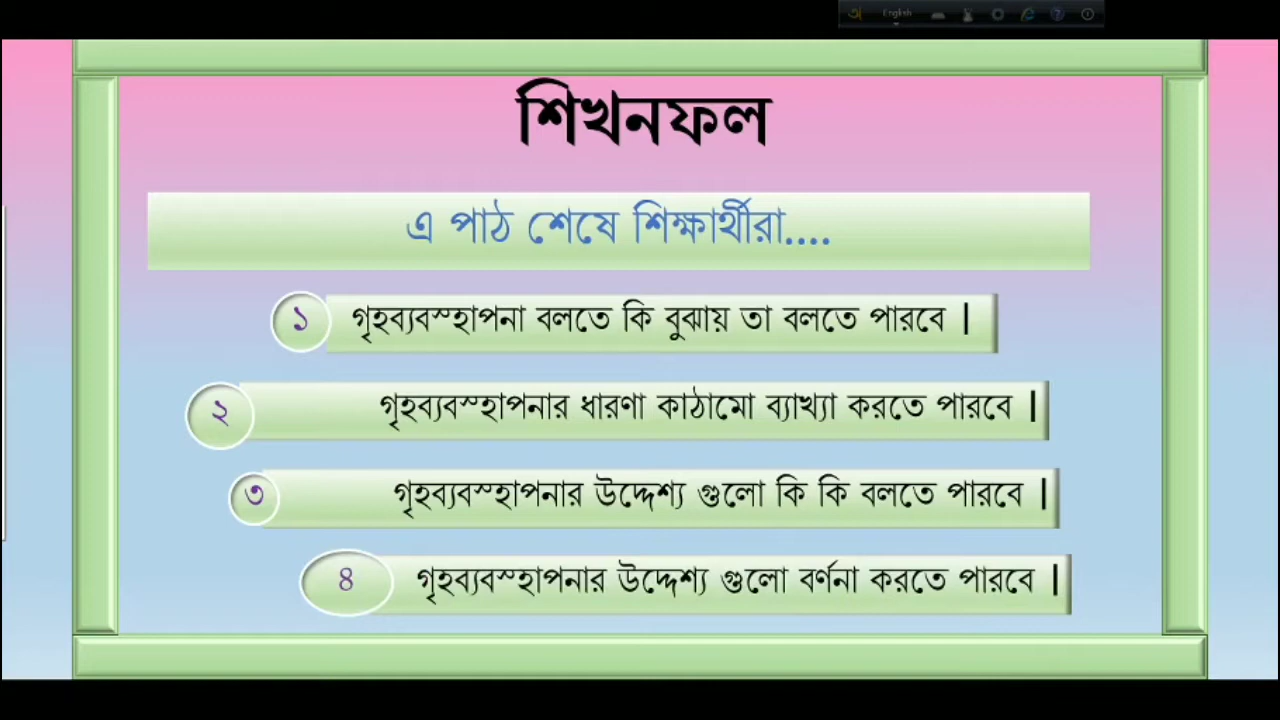 English
শিখনফল
এ পাঠ শেষে শিক্ষার্থীরা....
১ গৃহব্যবস্হাপনা বলতে কি বুঝায় তা বলতে পারবে |
২ গৃহব্যবস্হাপনার ধারণা কাঠামো ব্যাখ্যা করতে পারবে |
৩ গৃহব্যবস্হাপনার উদ্দেশ্য গুলো কি কি বলতে পারবে |
৪ গৃহব্যবস্হাপনার উদ্দেশ্য গুলো বর্ণনা করতে পারবে |